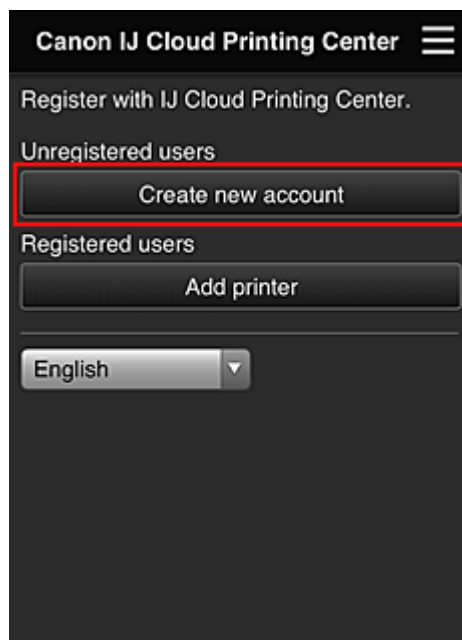 Canon IJ Cloud Printing Center
Register with IJ Cloud Printing Center.
Unregistered users
Create new account
Registered users
Add printer
English